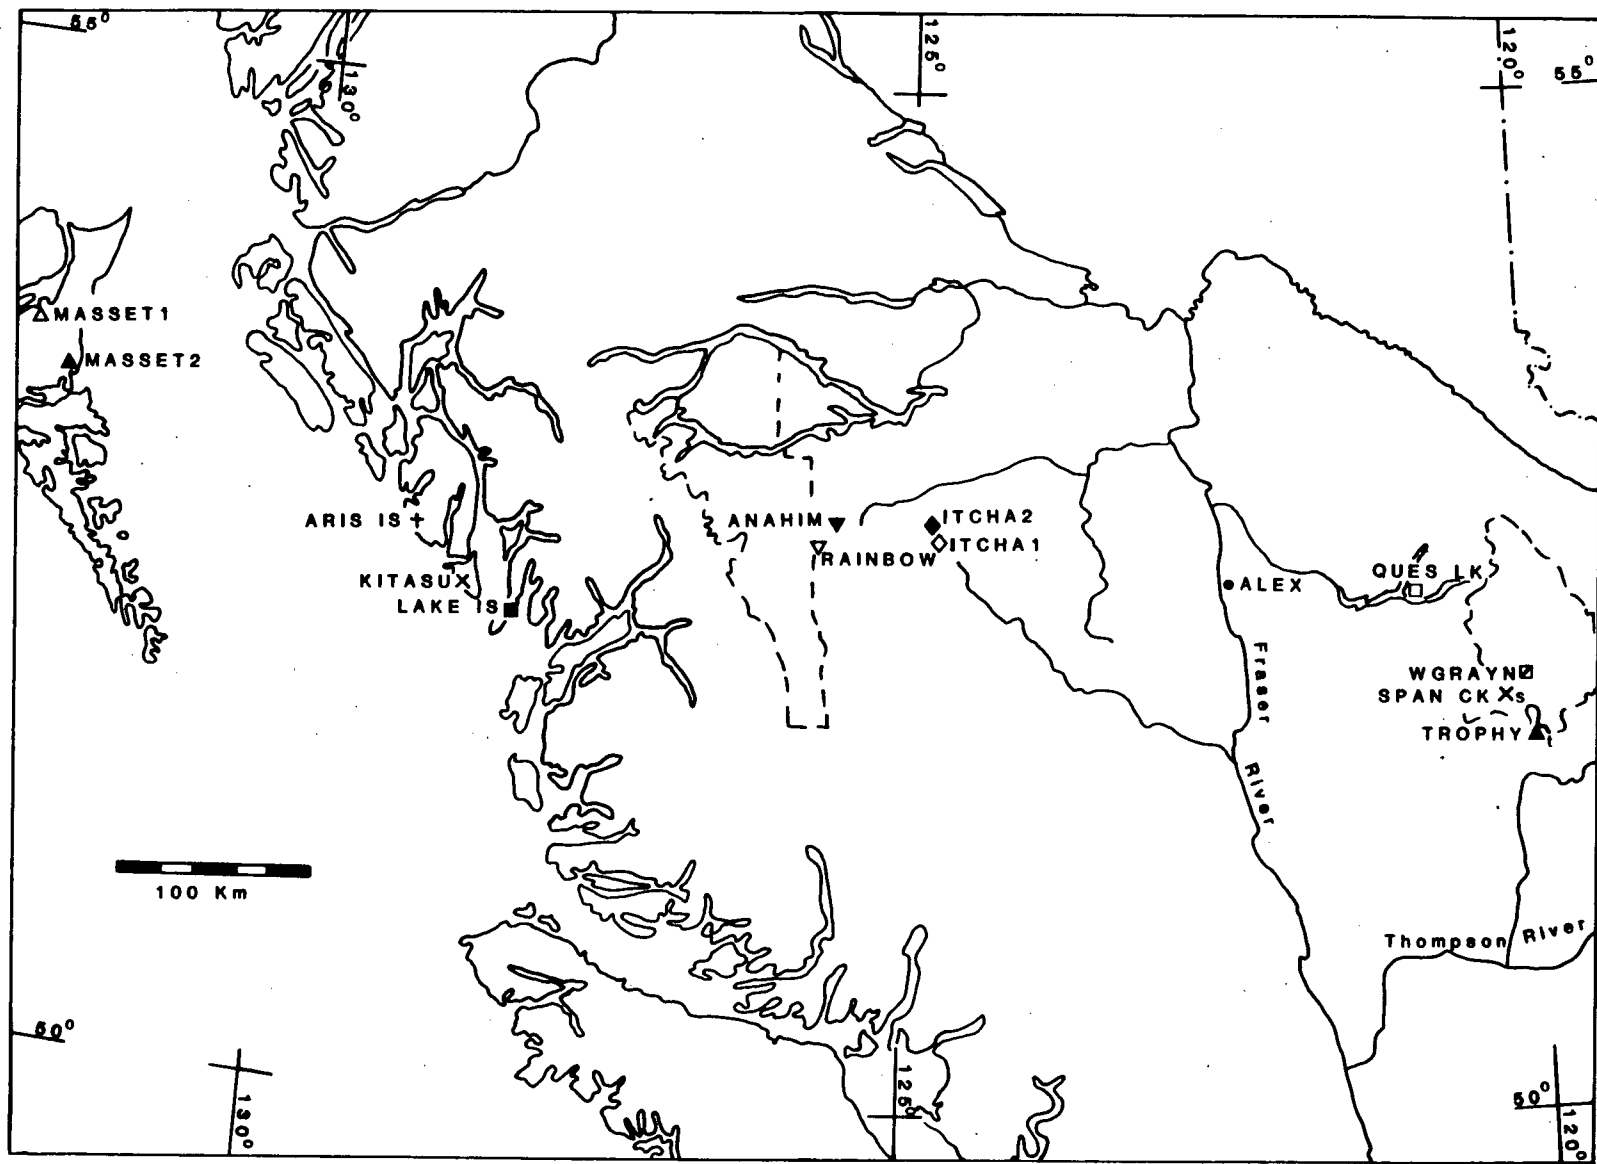 55°
130°
125°
120°
55°
MASSET1
MASSET2
ARIS IS
ANAHIM
ITCHA2
RAINBOW
ITCHA1
KITASU
LAKE IS
ALEX
QUES LK
Fraser
River
WGRAYN
SPAN CK
s
TROPHY
100 Km
Thompson River
50°
130°
125°
50°
120°